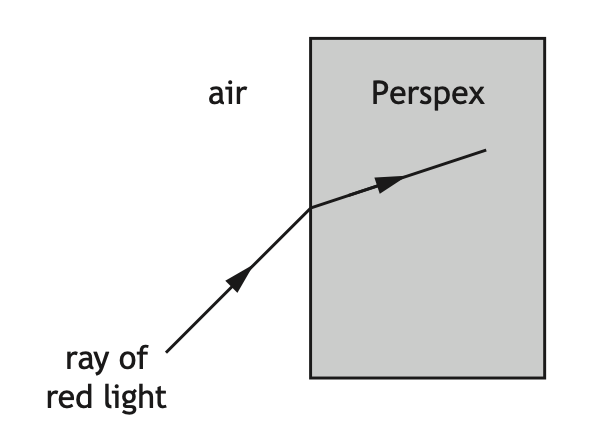 air
Perspex
ray of
red light